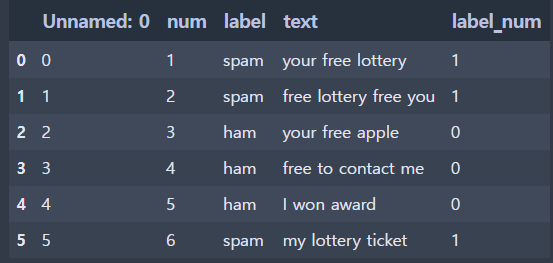 Unnamed: 0 num label text label_num
0 0 1 spam your free lottery 1
1 1 2 spam free lottery free you 1
2 2 3 ham your free apple 0
3 3 4 ham free to contact me 0
4 4 5 ham I won award 0
5 5 6 spam my lottery ticket 1